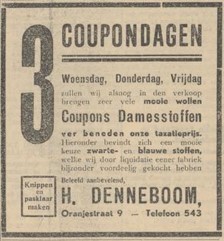 3 COUPONDAGEN
Woensdag, Donderdag, Vrijdag
zullen wij alsnog in den verkoop
brengen zeer vele mooie wollen
Coupons Damesstoffen
ver beneden onze taxatieprijs.
Hieronder bevindt zich een mooie
keuze zwarte- en blauwe stoffen,
welke wij door liquidatie eener fabriek
bijzonder voordeelig gekocht hebben
Beleefd aanbevelend,
H. DENNEBOOM,
Oranjestraat 9 — Telefoon 543
Knippen
en
pasklaar
maken